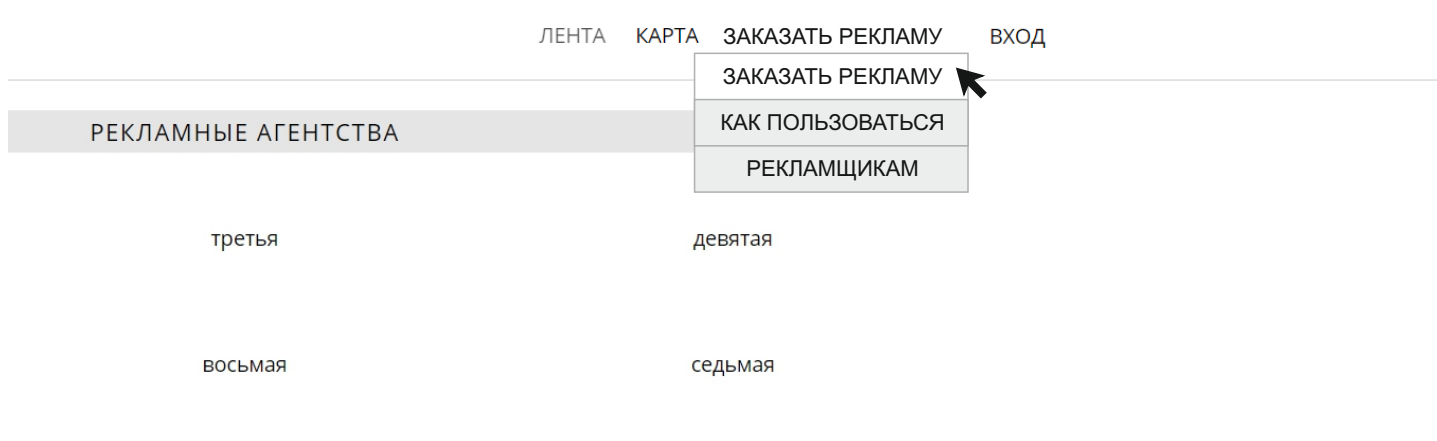 ЛЕНТА КАРТА ЗАКАЗАТЬ РЕКЛАМУ ВХОД
ЗАКАЗАТЬ РЕКЛАМУ
КАК ПОЛЬЗОВАТЬСЯ
РЕКЛАМЩИКАМ
РЕКЛАМНЫЕ АГЕНТСТВА
третья девятая
восьмая седьмая